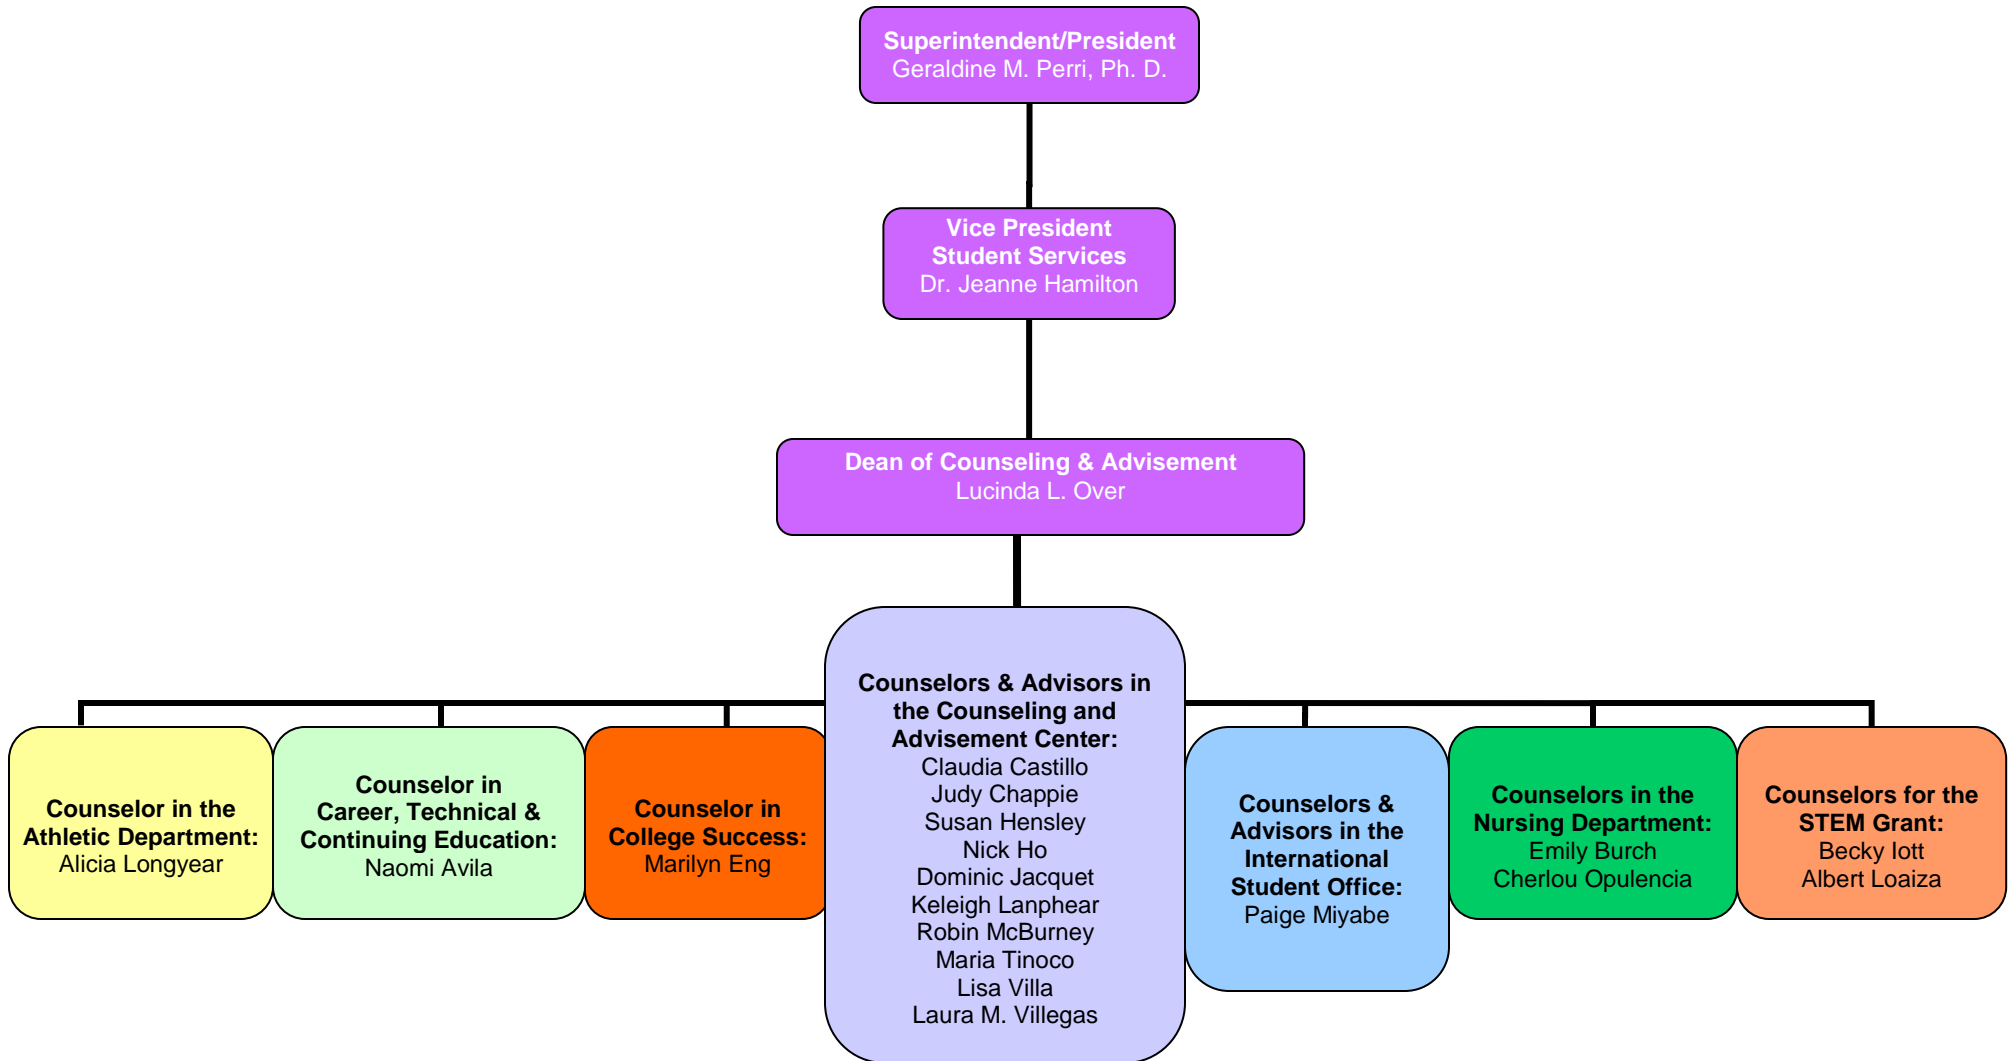 Superintendent/President
Geraldine M. Perri, Ph. D.
Vice President
Student Services
Dr. Jeanne Hamilton
Dean of Counseling & Advisement
Lucinda L. Over
Counselor in the
Athletic Department:
Alicia Longyear
Counselor in
Career, Technical &
Continuing Education:
Naomi Avila
Counselor in
College Success:
Marilyn Eng
Counselors & Advisors in
the Counseling and
Advisement Center:
Claudia Castillo
Judy Chappie
Susan Hensley
Nick Ho
Dominic Jacquet
Keleigh Lanphear
Robin McBurney
Maria Tinoco
Lisa Villa
Laura M. Villegas
Counselors &
Advisors in the
International
Student Office:
Paige Miyabe
Counselors in the
Nursing Department:
Emily Burch
Cherlou Opulencia
Counselors for the
STEM Grant:
Becky Iott
Albert Loaiza